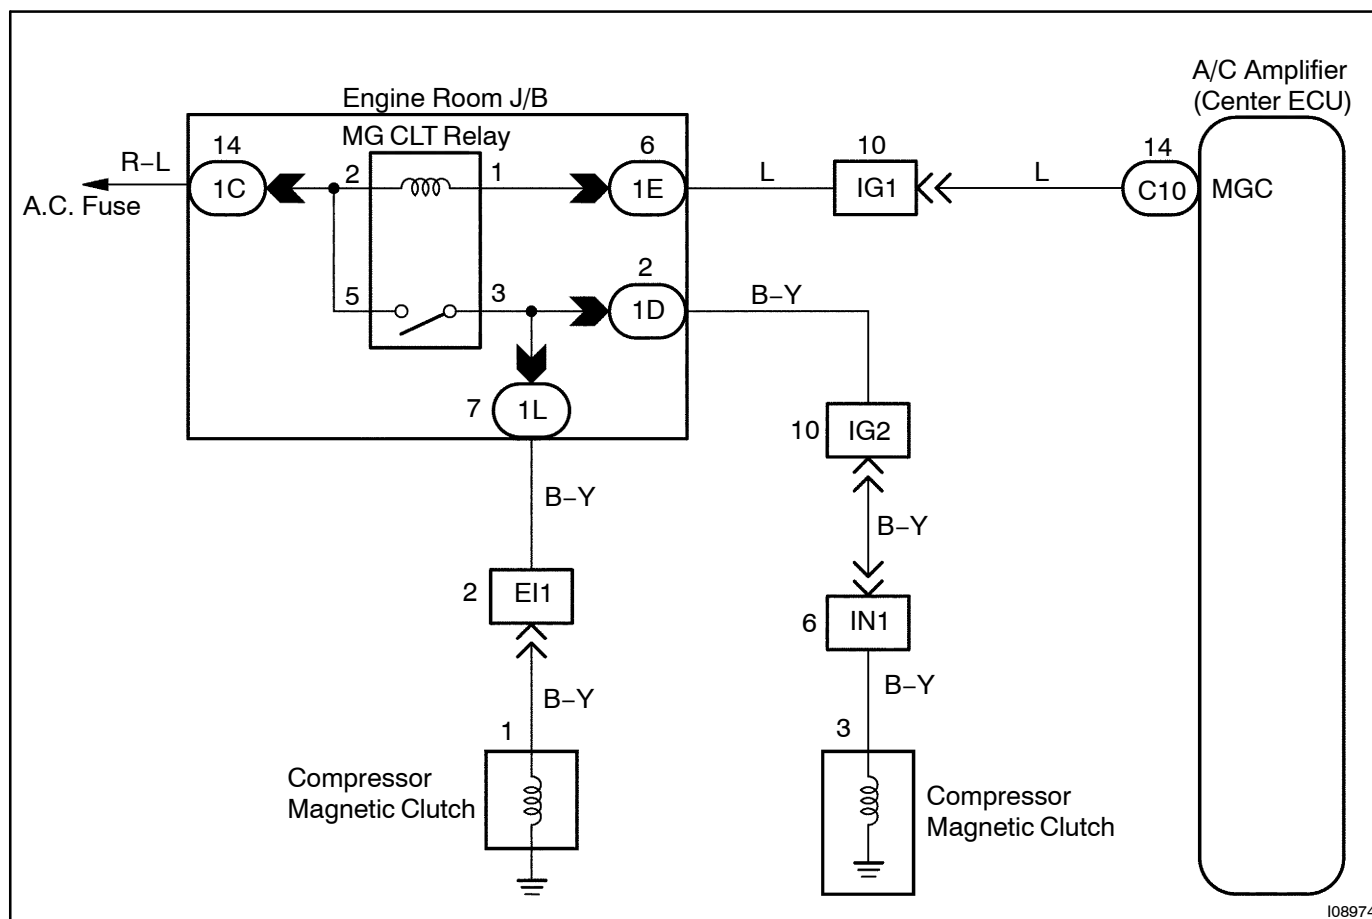 A/C Amplifier
(Center ECU)
Engine Room J/B
MG CLT Relay
14
6
10
14
R–L
2
1
L
L
1C
1E
IG1
C10
MGC
A.C. Fuse
2
5
3
B–Y
1D
7
1L
10
IG2
B–Y
B–Y
2
EI1
6
IN1
B–Y
B–Y
1
3
Compressor
Magnetic Clutch
Compressor
Magnetic Clutch
I08974